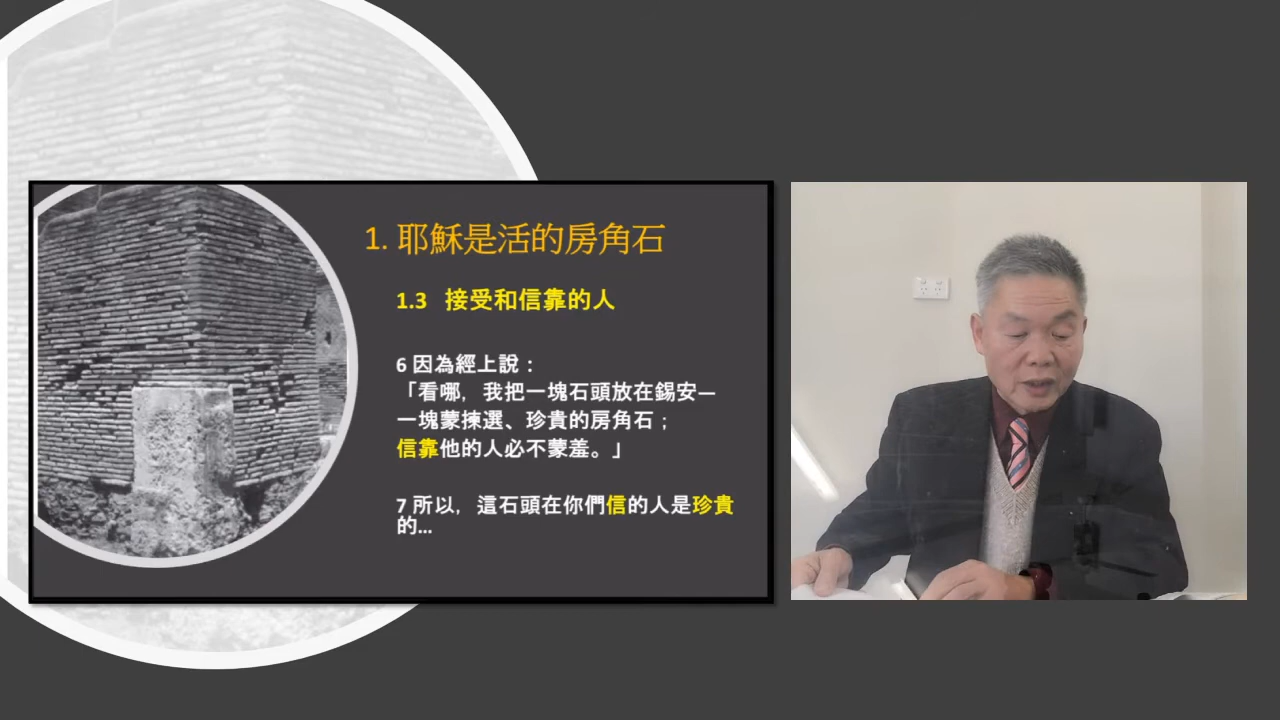 1. 耶穌是活的房角石
1.3 接受和信靠的人
6 因為經上說：
「看哪，我把一塊石頭放在錫安—
一塊蒙揀選、珍貴的房角石；
信靠他的人必不蒙羞。」
7 所以，這石頭在你們信的人是珍貴
的...